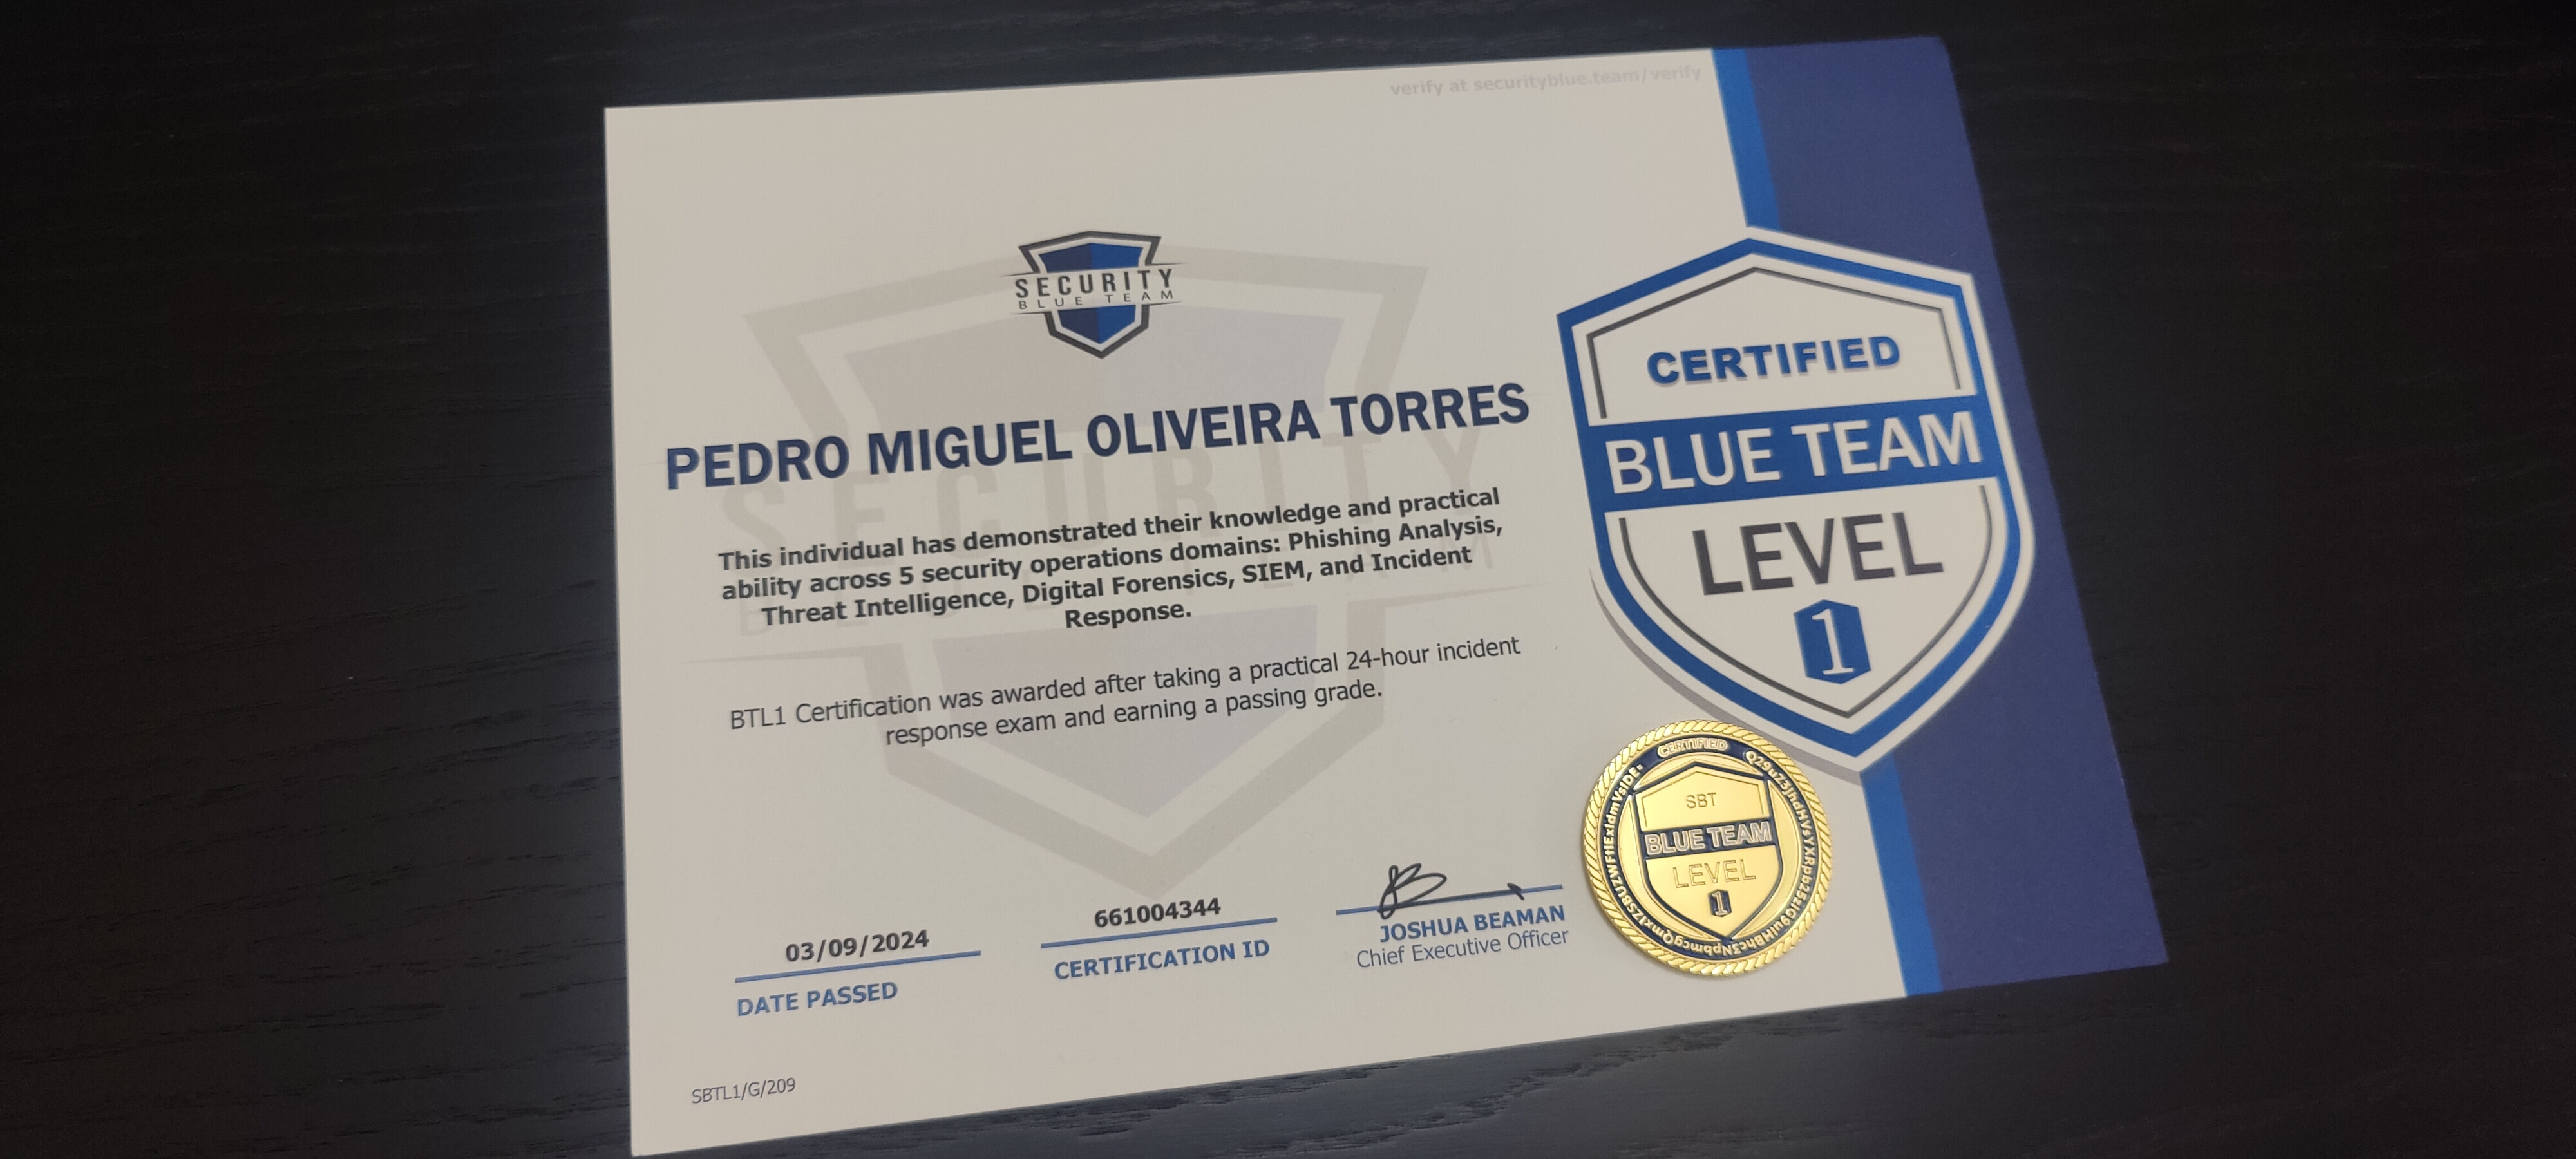 verify at securityblue.team/verify
SECURITY
BLUE TEAM
PEDRO MIGUEL OLIVEIRA TORRES
This individual has demonstrated their knowledge and practical
ability across 5 security operations domains: Phishing Analysis,
Threat Intelligence, Digital Forensics, SIEM, and Incident
Response.
BTL1 Certification was awarded after taking a practical 24-hour incident
response exam and earning a passing grade.
03/09/2024
DATE PASSED
661004344
CERTIFICATION ID
JOSHUA BEAMAN
Chief Executive Officer
SBTL1/G/209
CERTIFIED
BLUE TEAM
LEVEL
1
CERTIFIED
SBT
BLUE TEAM
LEVEL
1